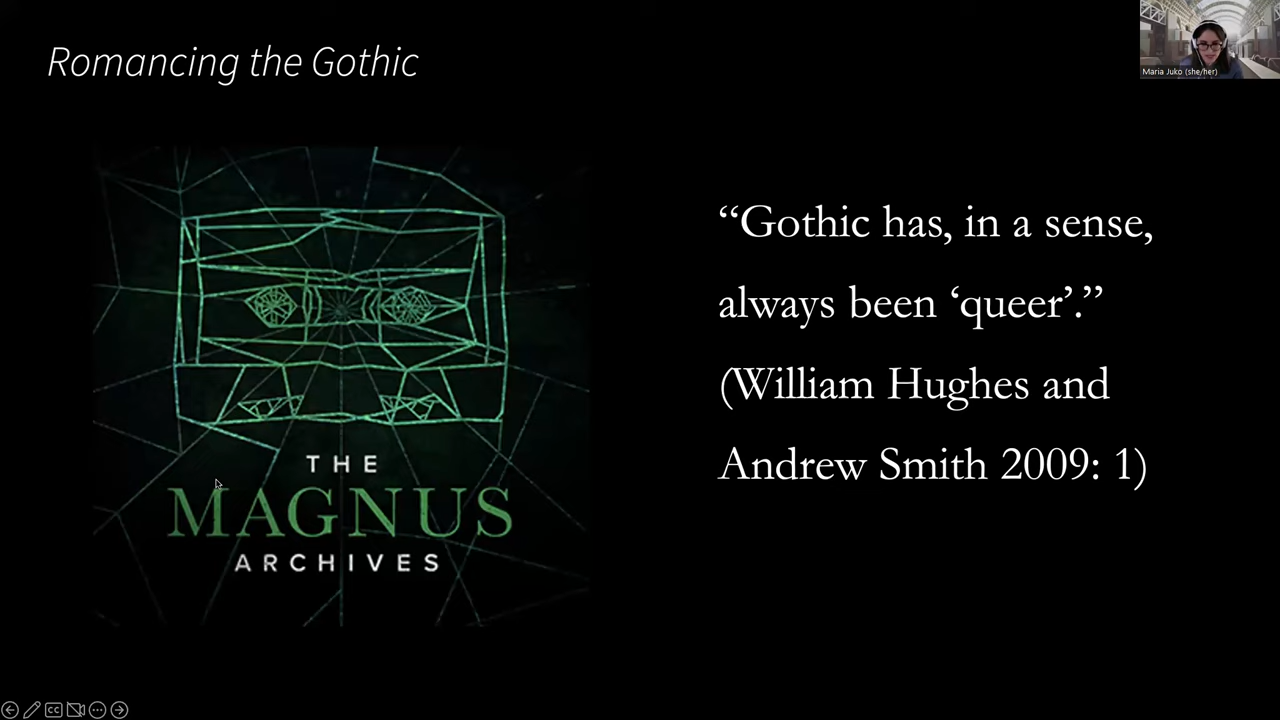 Romancing the Gothic
Maria Juko (she/her)
THE
MAGNUS
ARCHIVES
“Gothic has, in a sense,
always been ‘queer’.”
(William Hughes and
Andrew Smith 2009: 1)